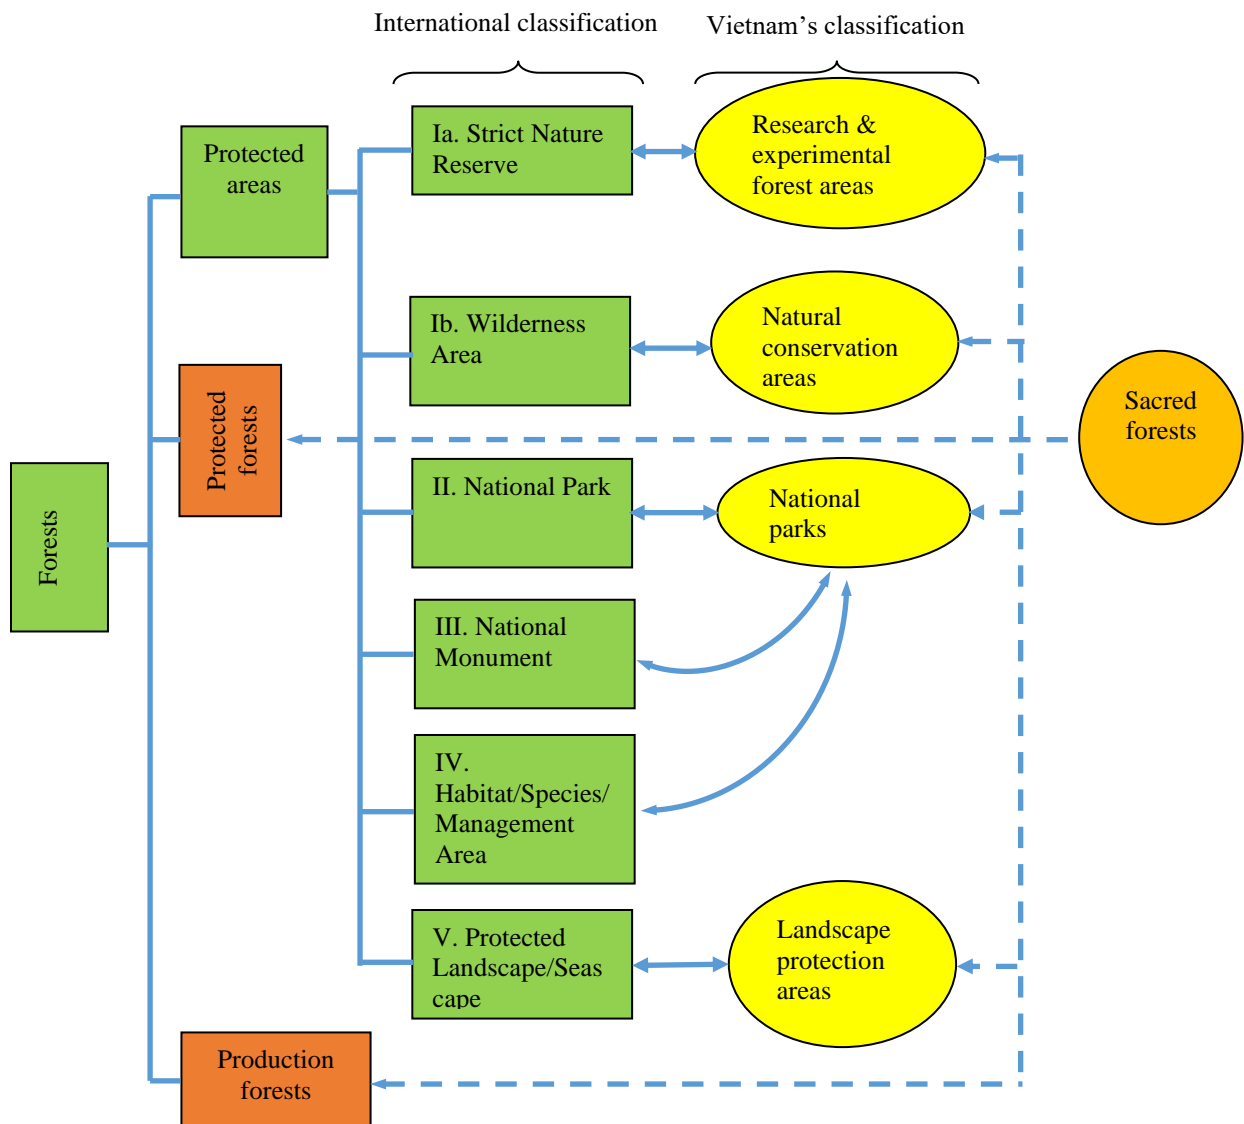 International classification
Vietnam’s classification
Protected
areas
Ia. Strict Nature
Reserve
Research &
experimental
forest areas
Ib. Wilderness
Area
Natural
conservation
areas
Protected
forests
Sacred
forests
Forests
II. National Park
National
parks
III. National
Monument
IV.
Habitat/Species/
Management
Area
V. Protected
Landscape/Seas
cape
Landscape
protection
areas
Production
forests